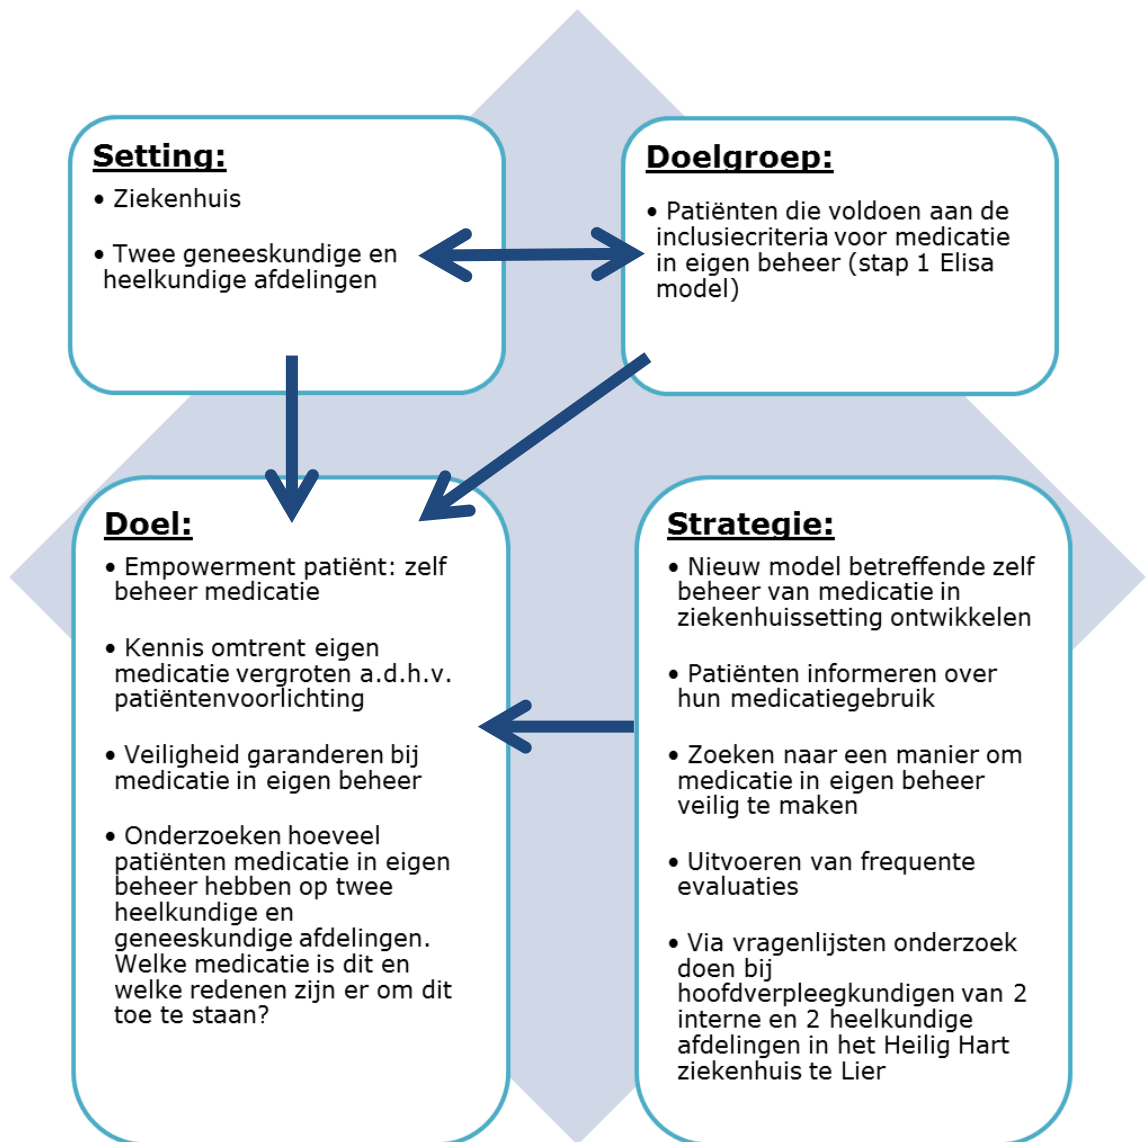 Setting:
• Ziekenhuis
• Twee geneeskundige en
heelkundige afdelingen
Doelgroep:
• Patiënten die voldoen aan de
inclusiecriteria voor medicatie
in eigen beheer (stap 1 Elisa
model)
Doel:
• Empowerment patiënt: zelf
beheer medicatie
• Kennis omtrent eigen
medicatie vergroten a.d.h.v.
patiëntenvoorlichting
• Veiligheid garanderen bij
medicatie in eigen beheer
• Onderzoeken hoeveel
patiënten medicatie in eigen
beheer hebben op twee
heelkundige en
geneeskundige afdelingen.
Welke medicatie is dit en
welke redenen zijn er om dit
toe te staan?
Strategie:
• Nieuw model betreffende zelf
beheer van medicatie in
ziekenhuissetting ontwikkelen
• Patiënten informeren over
hun medicatiegebruik
• Zoeken naar een manier om
medicatie in eigen beheer
veilig te maken
• Uitvoeren van frequente
evaluaties
• Via vragenlijsten onderzoek
doen bij
hoofdverpleegkundigen van 2
interne en 2 heelkundige
afdelingen in het Heilig Hart
ziekenhuis te Lier